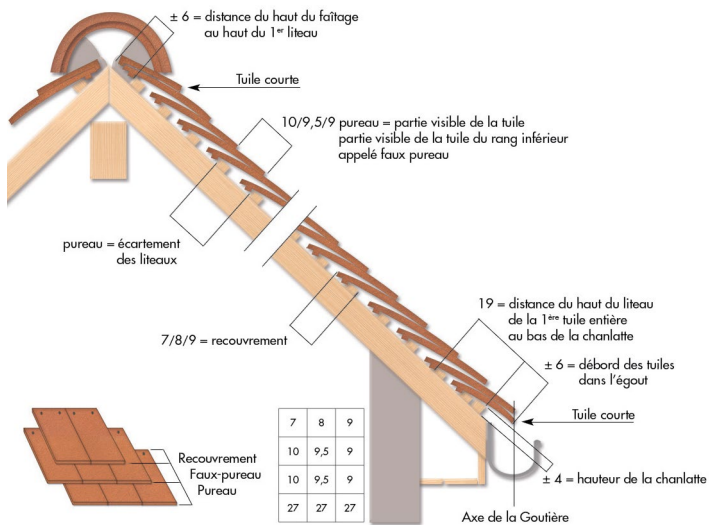 ± 6 = distance du haut du faîtage
au haut du 1er liteau
Tuile courte
10/9,5/9 pureau = partie visible de la tuile
partie visible de la tuile du rang inférieur
appelé faux pureau
pureau = écartement
des liteaux
7/8/9 = recouvrement
19 = distance du haut du liteau
de la 1ère tuile entière
au bas de la chanlatte
± 6 = débord des tuiles
dans l'égout
Tuile courte
± 4 = hauteur de la chanlatte
Axe de la Goutière
Recouvrement
Faux-pureau
Pureau
7 8 9
10 9,5 9
10 9,5 9
27 27 27